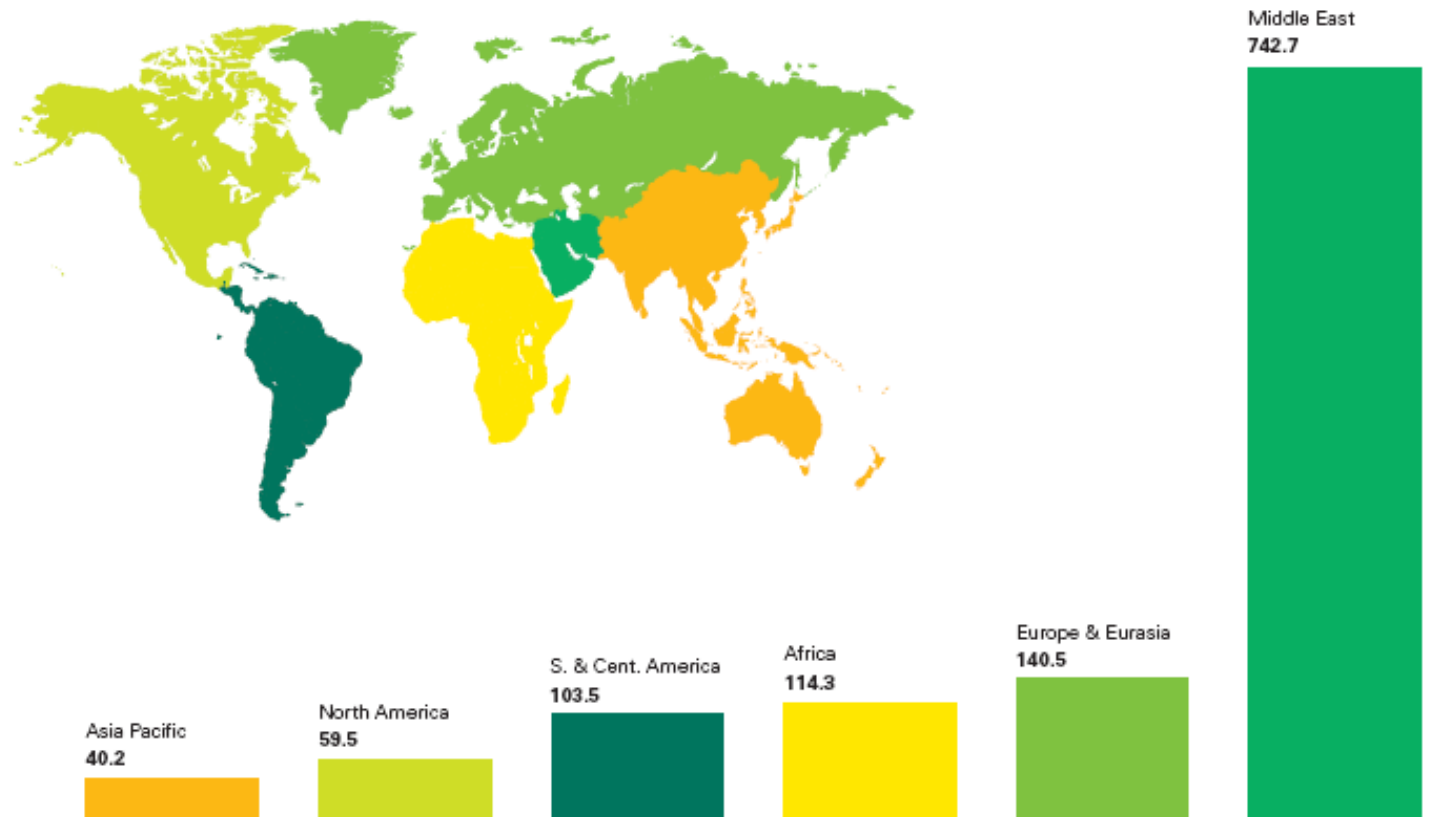 Middle East
742.7
Europe & Eurasia
140.5
Africa
114.3
S. & Cent. America
103.5
North America
59.5
Asia Pacific
40.2